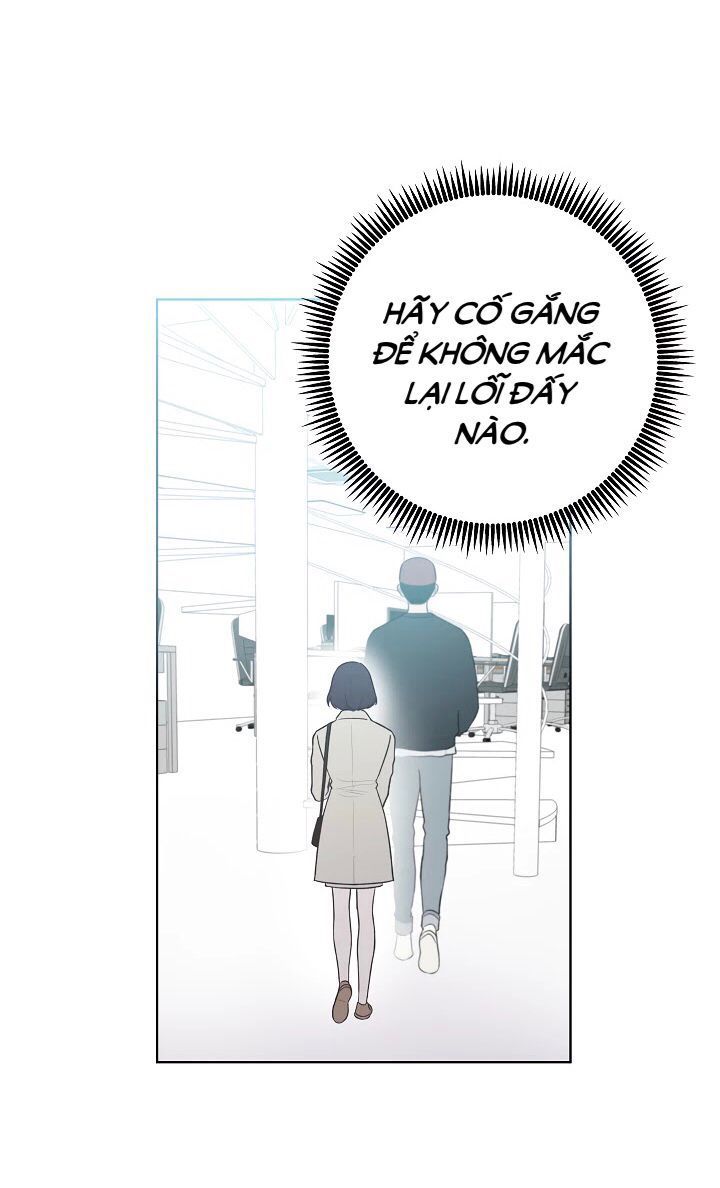 HÃY CỐ GẮNG
ĐỂ KHÔNG MẮC
LẠI LỖI ĐẤY
NÀO.